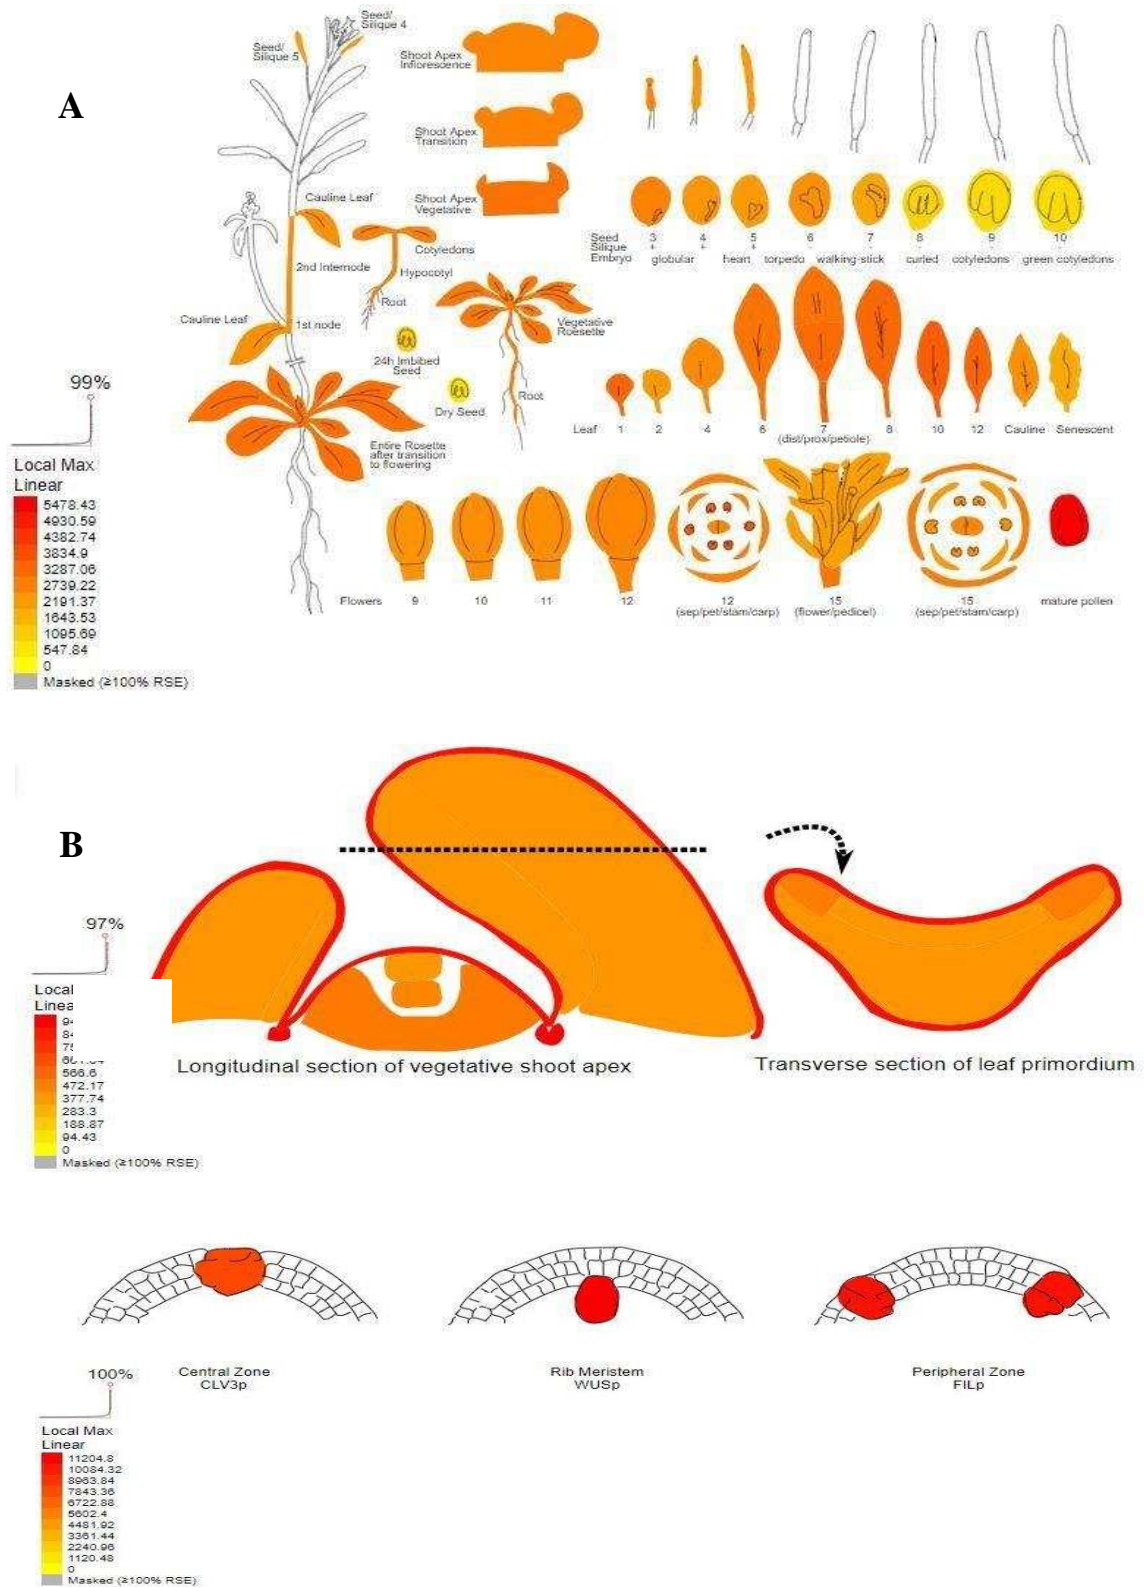 A
Seed/
Silique 4
Seed/
Silique 5
Shoot Apex
Inflorescence
Shoot Apex
Transition
Shoot Apex
Vegetative
Cauline Leaf
Cotyledons
2nd Internode
Hypocotyl
Root
Cauline Leaf
1st node
Vegetative
Roesette
24h Imbibed
Seed
Dry Seed
Root
Entire Rosette
after transition
to flowering
Seed 3 4 5 6 7 8 9 10
Silique + + + - - - - -
Embryo globular heart torpedo walking-stick curled cotyledons green cotyledons
Leaf 1 2 4 6 7 8 10 12 Cauline Senescent
(dist/prox/petiole)
Flowers 9 10 11 12 12 15 15 mature pollen
(sep/pet/stam/carp) (flower/pedicel) (sep/pet/stam/carp)
99%
Local Max
Linear
5478.43
4930.59
4382.74
3834.9
3287.06
2739.22
2191.37
1643.53
1095.69
547.84
0
Masked (≥100% RSE)
B
97%
Local
566.6
472.17
377.74
283.3
188.87
94.43
0
Masked (≥100% RSE)
Longitudinal section of vegetative shoot apex
Transverse section of leaf primordium
Central Zone
CLV3p
Rib Meristem
WUSp
Peripheral Zone
FILp
100%
Local Max
Linear
11204.8
10084.32
8963.84
7843.36
6722.88
5602.4
4481.92
3361.44
2240.96
1120.48
0
Masked (≥100% RSE)